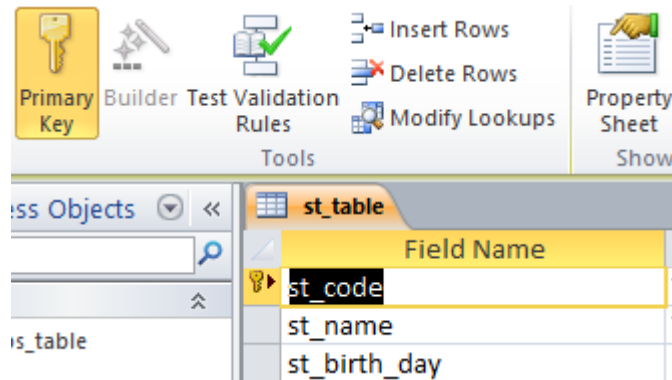 Insert Rows
Delete Rows
Modify Lookups
Primary Key
Builder
Test Validation Rules
Property Sheet
Tools
Show
ess Objects
st_table
Field Name
st_code
st_name
st_birth_day
s_table